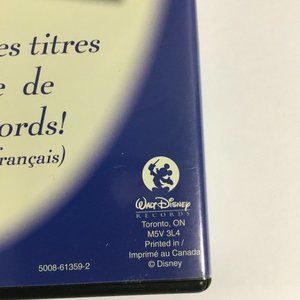 es titres
e de
ords!
français)
WALT DISNEY
RECORDS
Toronto, ON
M5V 3L4
Printed in /
Imprimé au Canada
© Disney
5008-61359-2